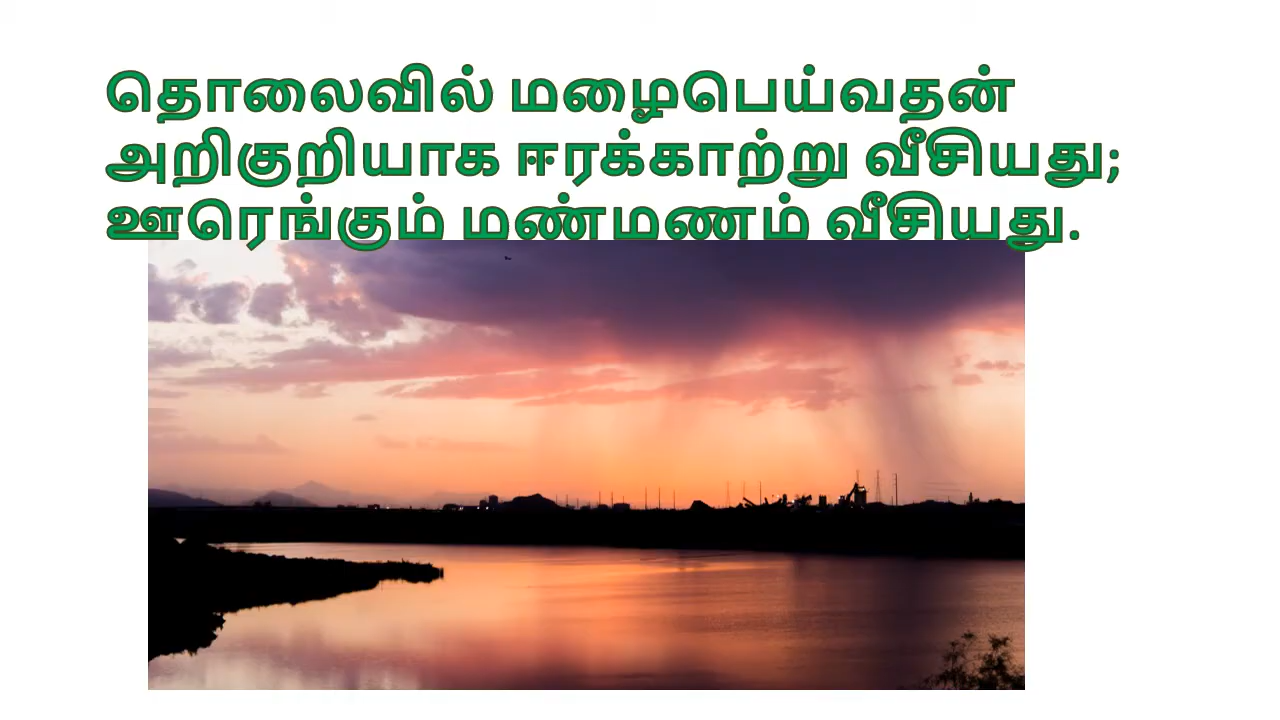 தொலைவில் மழைபெய்வதன்
அறிகுறியாக ஈரக்காற்று வீசியது;
ஊரெங்கும் மண்மணம் வீசியது.